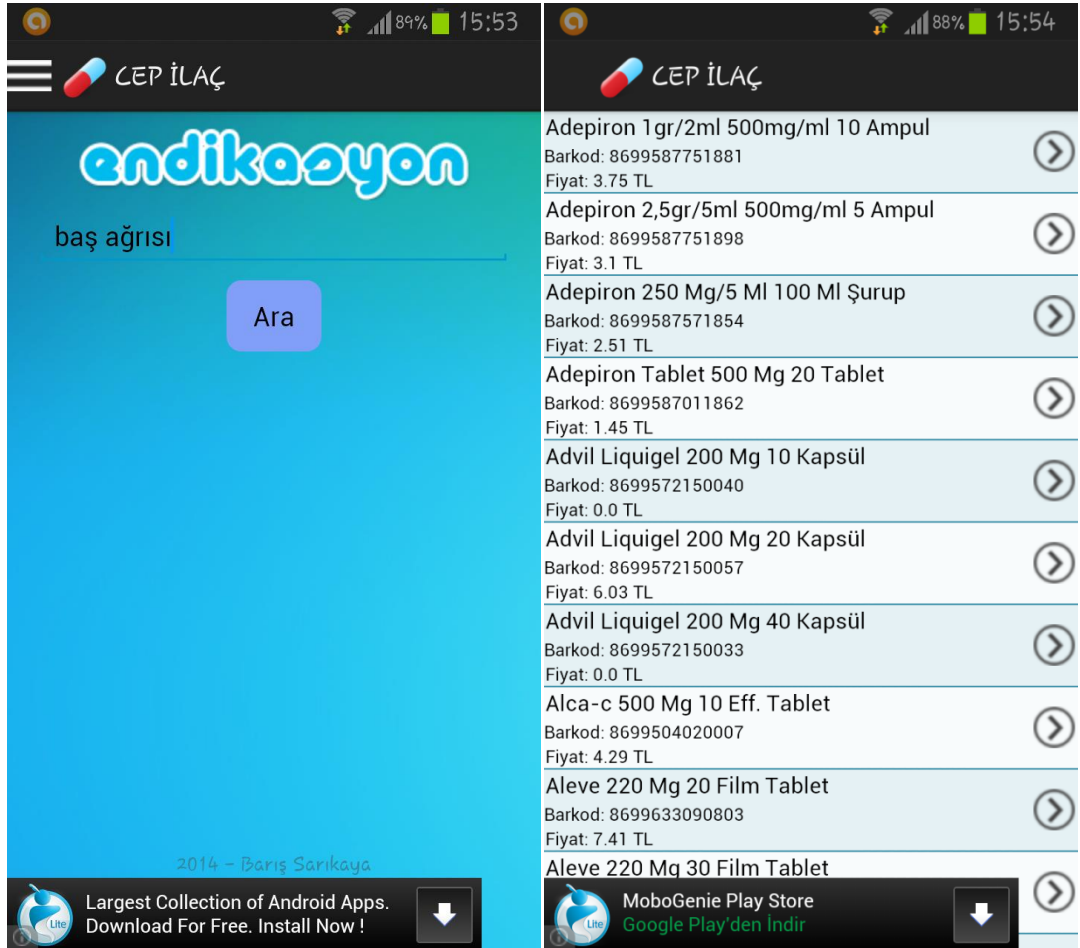 89% 15:53
CEP İLAÇ
endikasyon
baş ağrısı
Ara
2014 - Barış Sarıkaya
Lite
Largest Collection of Android Apps.
Download For Free. Install Now !
88% 15:54
CEP İLAÇ
Adepiron 1gr/2ml 500mg/ml 10 Ampul
Barkod: 8699587751881
Fiyat: 3.75 TL
Adepiron 2,5gr/5ml 500mg/ml 5 Ampul
Barkod: 8699587751898
Fiyat: 3.1 TL
Adepiron 250 Mg/5 Ml 100 Ml Şurup
Barkod: 8699587571854
Fiyat: 2.51 TL
Adepiron Tablet 500 Mg 20 Tablet
Barkod: 8699587011862
Fiyat: 1.45 TL
Advil Liquigel 200 Mg 10 Kapsül
Barkod: 8699572150040
Fiyat: 0.0 TL
Advil Liquigel 200 Mg 20 Kapsül
Barkod: 8699572150057
Fiyat: 6.03 TL
Advil Liquigel 200 Mg 40 Kapsül
Barkod: 8699572150033
Fiyat: 0.0 TL
Alca-c 500 Mg 10 Eff. Tablet
Barkod: 8699504020007
Fiyat: 4.29 TL
Aleve 220 Mg 20 Film Tablet
Barkod: 8699633090803
Fiyat: 7.41 TL
Aleve 220 Mg 30 Film Tablet
Lite
MoboGenie Play Store
Google Play'den İndir